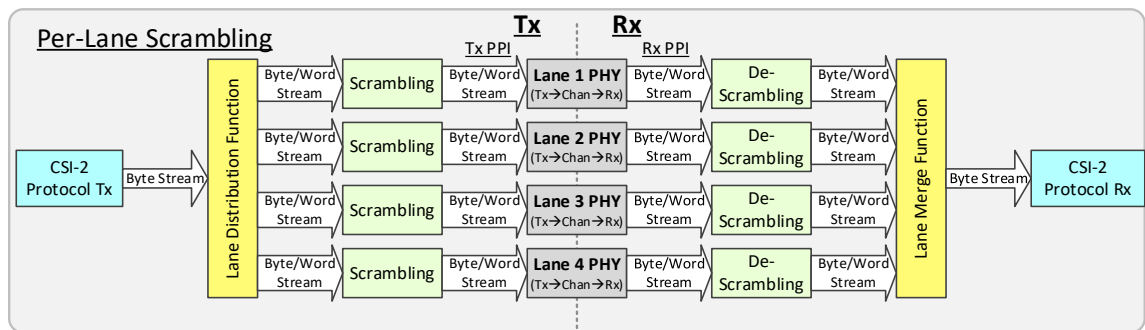 Per-Lane Scrambling
Tx
Rx
Tx PPI
Rx PPI
CSI-2
Protocol Tx
Byte Stream
Lane Distribution Function
Byte/Word
Stream
Scrambling
Byte/Word
Stream
Lane 1 PHY
(Tx→Chan→Rx)
Byte/Word
Stream
De-
Scrambling
Byte/Word
Stream
Byte/Word
Stream
Scrambling
Byte/Word
Stream
Lane 2 PHY
(Tx→Chan→Rx)
Byte/Word
Stream
De-
Scrambling
Byte/Word
Stream
Byte/Word
Stream
Scrambling
Byte/Word
Stream
Lane 3 PHY
(Tx→Chan→Rx)
Byte/Word
Stream
De-
Scrambling
Byte/Word
Stream
Byte/Word
Stream
Scrambling
Byte/Word
Stream
Lane 4 PHY
(Tx→Chan→Rx)
Byte/Word
Stream
De-
Scrambling
Byte/Word
Stream
Lane Merge Function
Byte Stream
CSI-2
Protocol Rx